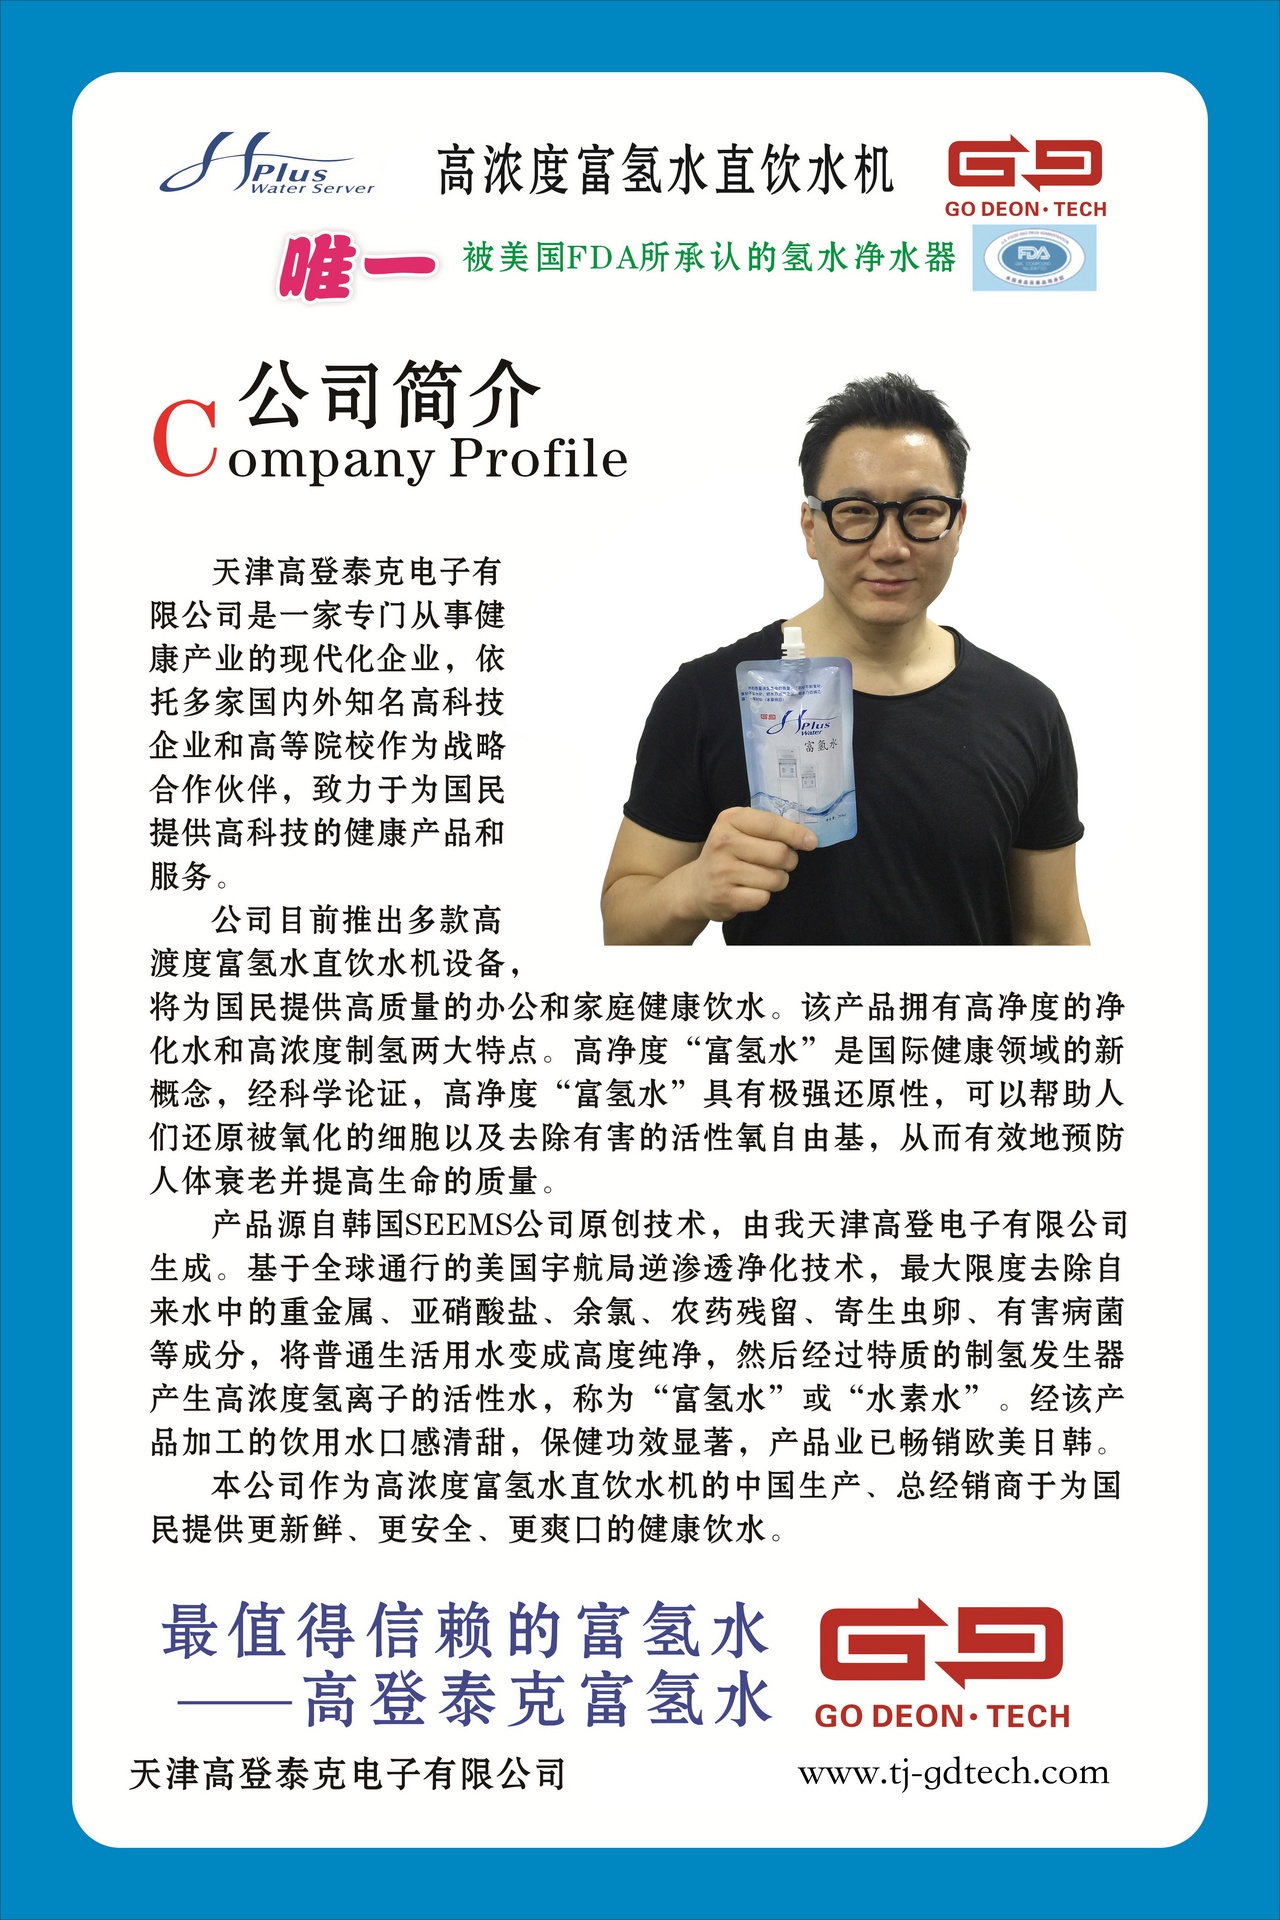 H Plus
Water Server
高浓度富氢水直饮水机
GO DEON·TECH
唯一 被美国FDA所承认的氢水净水器
FDA
公司简介
Company Profile
天津高登泰克电子有
限公司是一家专门从事健
康产业的现代化企业，依
托多家国内外知名高科技
企业和高等院校作为战略
合作伙伴，致力于为国民
提供高科技的健康产品和
服务。
公司目前推出多款高
渡度富氢水直饮水机设备，
将为国民提供高质量的办公和家庭健康饮水。该产品拥有高净度的净
化水和高浓度制氢两大特点。高净度“富氢水”是国际健康领域的新
概念，经科学论证，高净度“富氢水”具有极强还原性，可以帮助人
们还原被氧化的细胞以及去除有害的活性氧自由基，从而有效地预防
人体衰老并提高生命的质量。
产品源自韩国SEEMS公司原创技术，由我天津高登电子有限公司
生成。基于全球通行的美国宇航局逆渗透净化技术，最大限度去除自
来水中的重金属、亚硝酸盐、余氯、农药残留、寄生虫卵、有害病菌
等成分，将普通生活用水变成高度纯净，然后经过特质的制氢发生器
产生高浓度氢离子的活性水，称为“富氢水”或“水素水”。经该产
品加工的饮用水口感清甜，保健功效显著，产品业已畅销欧美日韩。
本公司作为高浓度富氢水直饮水机的中国生产、总经销商于为国
民提供更新鲜、更安全、更爽口的健康饮水。
H Plus
Water
富氢水
最值得信赖的富氢水
——高登泰克富氢水
GO DEON·TECH
天津高登泰克电子有限公司
www.tj-gdtech.com